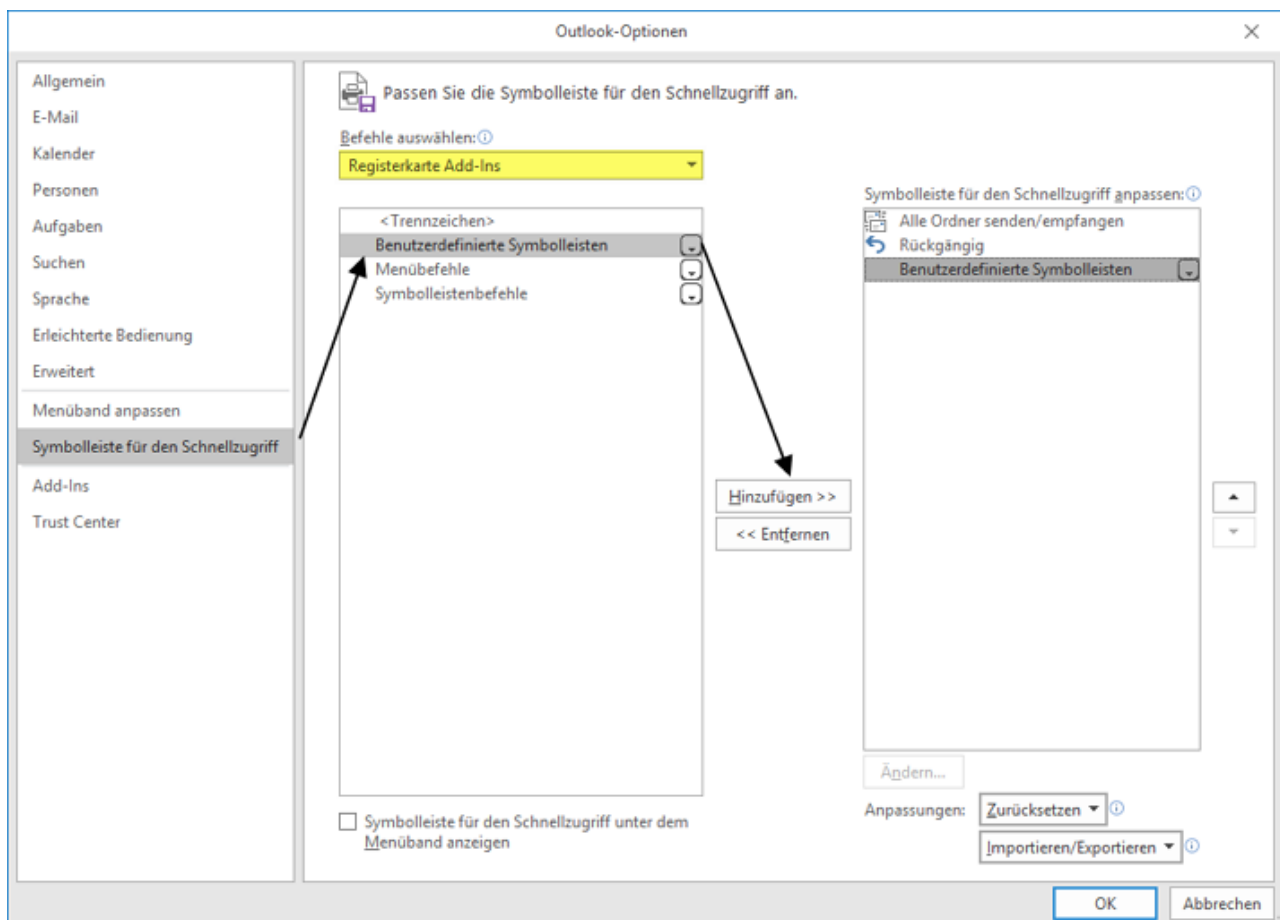 Outlook-Optionen
Allgemein
E-Mail
Kalender
Personen
Aufgaben
Suchen
Sprache
Erleichterte Bedienung
Erweitert
Menüband anpassen
Symbolleiste für den Schnellzugriff
Add-Ins
Trust Center
Passen Sie die Symbolleiste für den Schnellzugriff an.
Befehle auswählen:
Registerkarte Add-Ins
<Trennzeichen>
Benutzerdefinierte Symbolleisten
Menübefehle
Symbolleistenbefehle
Symbolleiste für den Schnellzugriff unter dem
Menüband anzeigen
Hinzufügen >>
<< Entfernen
Symbolleiste für den Schnellzugriff anpassen:
Alle Ordner senden/empfangen
Rückgängig
Benutzerdefinierte Symbolleisten
Ändern...
Anpassungen: Zurücksetzen
Importieren/Exportieren
OK Abbrechen